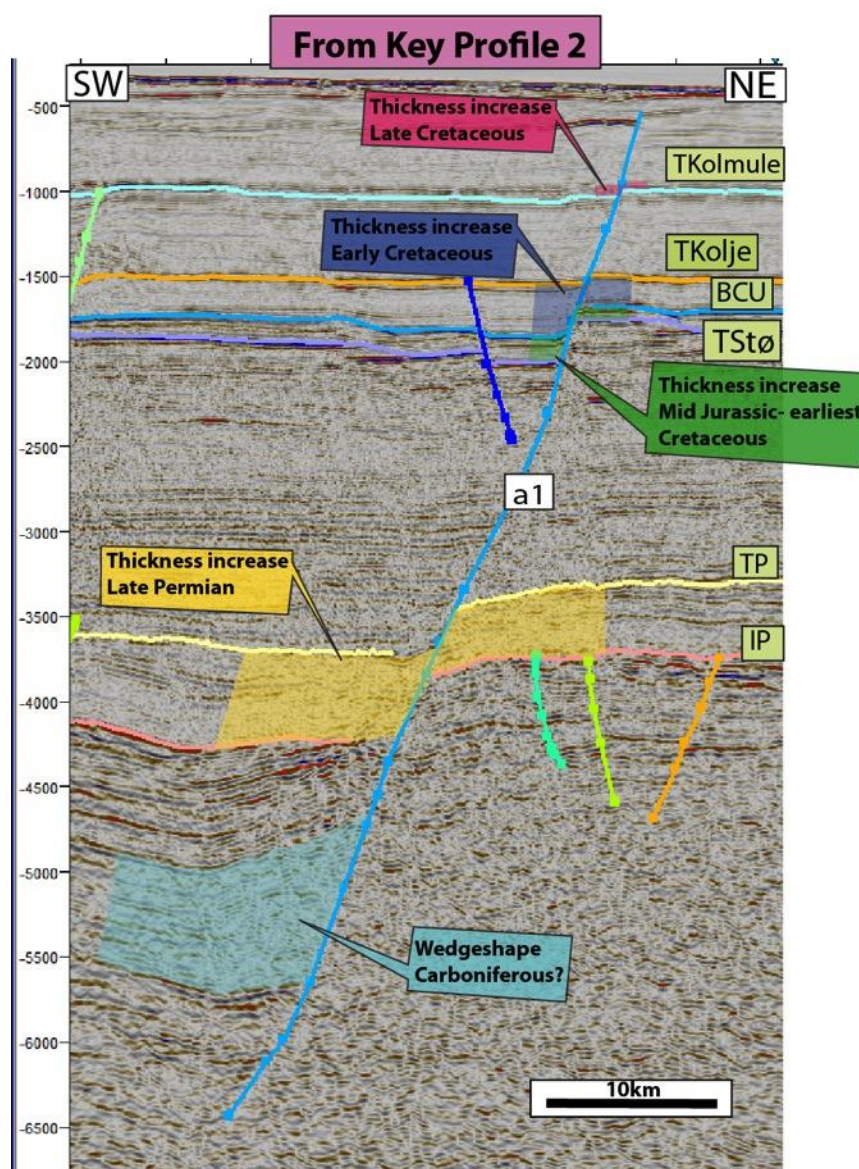 From Key Profile 2
SW
NE
-500
Thickness increase
Late Cretaceous
TKolmule
-1000
Thickness increase
Early Cretaceous
TKolje
-1500
BCU
TStø
-2000
Thickness increase
Mid Jurassic- earliest
Cretaceous
-2500
a1
-3000
Thickness increase
Late Permian
TP
-3500
IP
-4000
-4500
-5000
Wedgeshape
Carboniferous?
-5500
-6000
10km
-6500